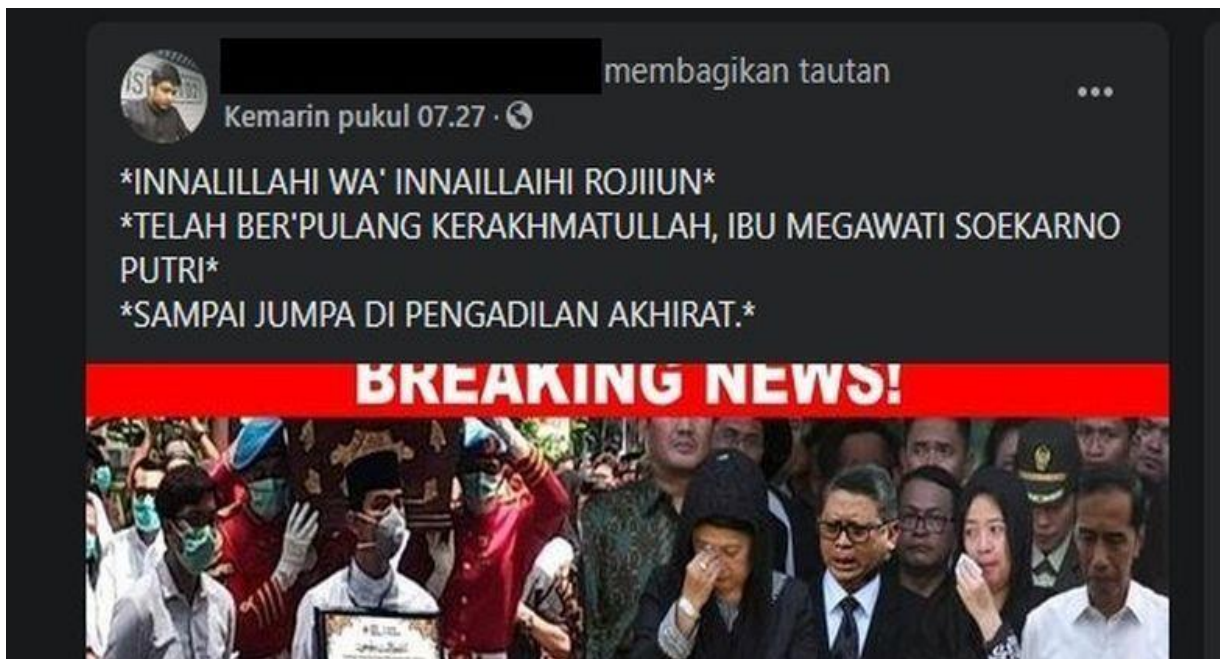 membagikan tautan
Kemarin pukul 07.27 ·
*INNALILLAHI WA' INNAILLAIHI ROJIIUN*
*TELAH BER'PULANG KERAKHMATULLAH, IBU MEGAWATI SOEKARNO
PUTRI*
*SAMPAI JUMPA DI PENGADILAN AKHIRAT.*
BREAKING NEWS!